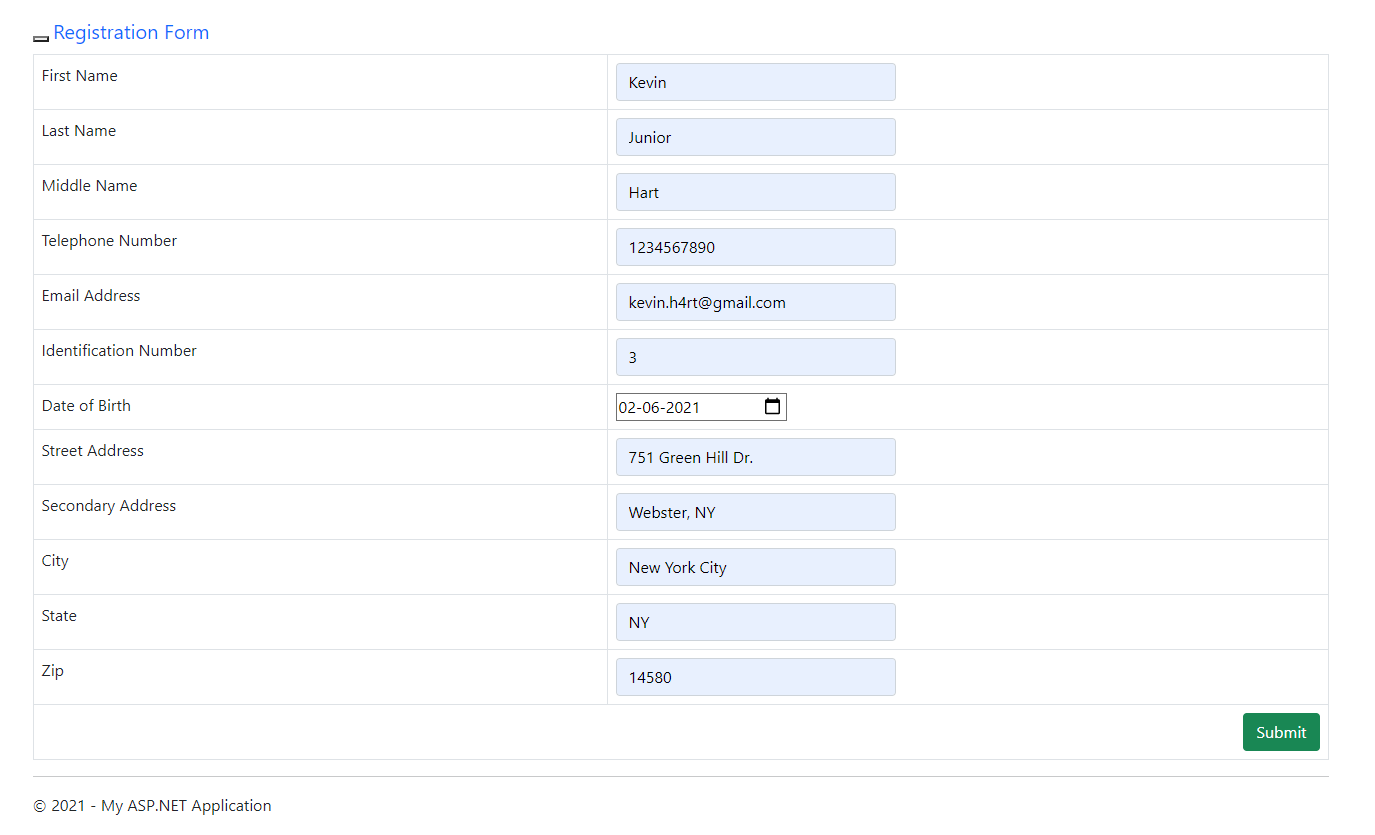 Registration Form
First Name Kevin
Last Name Junior
Middle Name Hart
Telephone Number 1234567890
Email Address kevin.h4rt@gmail.com
Identification Number 3
Date of Birth 02-06-2021
Street Address 751 Green Hill Dr.
Secondary Address Webster, NY
City New York City
State NY
Zip 14580
Submit
© 2021 - My ASP.NET Application